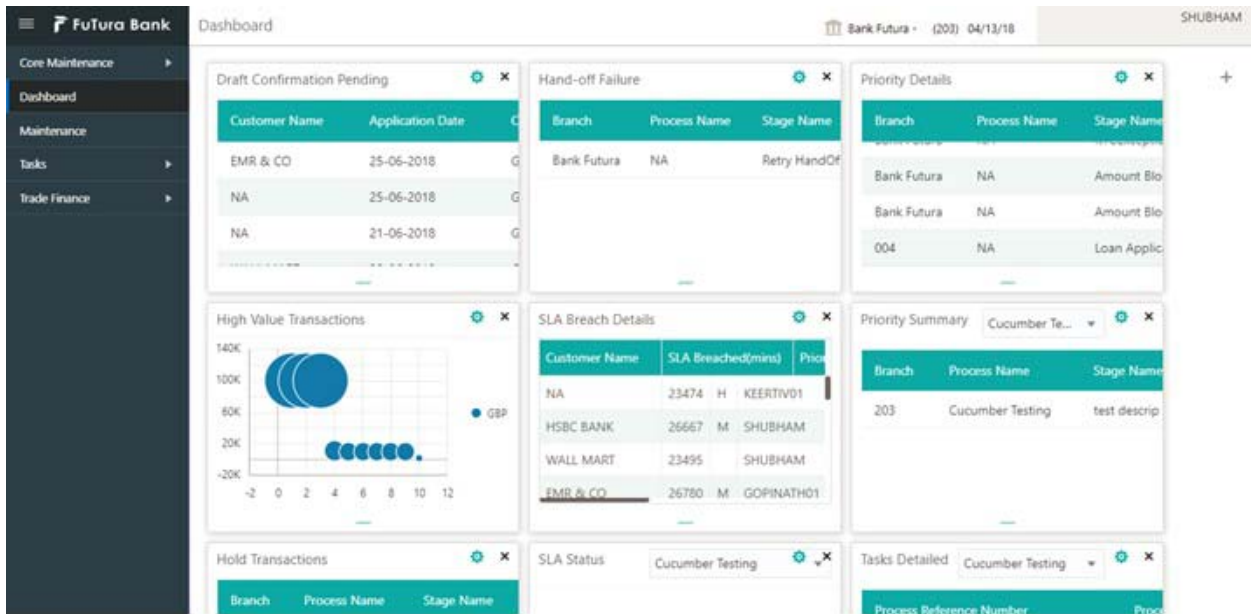 FuTura Bank
Dashboard
Bank Futura - (203) 04/13/18
SHUBHAM
Core Maintenance
Dashboard
Maintenance
Tasks
Trade Finance
Draft Confirmation Pending
Customer Name Application Date
EMR & CO 25-06-2018
NA 25-06-2018
NA 21-06-2018
Hand-off Failure
Branch Process Name Stage Name
Bank Futura NA Retry HandOf
Priority Details
Branch Process Name Stage Name
Bank Futura NA Amount Blo
Bank Futura NA Amount Blo
004 NA Loan Applic
High Value Transactions
140K
100K
60K
20K
-20K
-2 0 2 4 6 8 10 12
GBP
SLA Breach Details
Customer Name SLA Breached(mins) Prior
NA 23474 H KEERTIV01
HSBC BANK 26667 M SHUBHAM
WALL MART 23495 SHUBHAM
EMR & CO 26780 M GOPINATH01
Priority Summary Cucumber Te...
Branch Process Name Stage Name
203 Cucumber Testing test descrip
Hold Transactions
Branch Process Name Stage Name
SLA Status Cucumber Testing
Tasks Detailed Cucumber Testing
Process Reference Number Proce